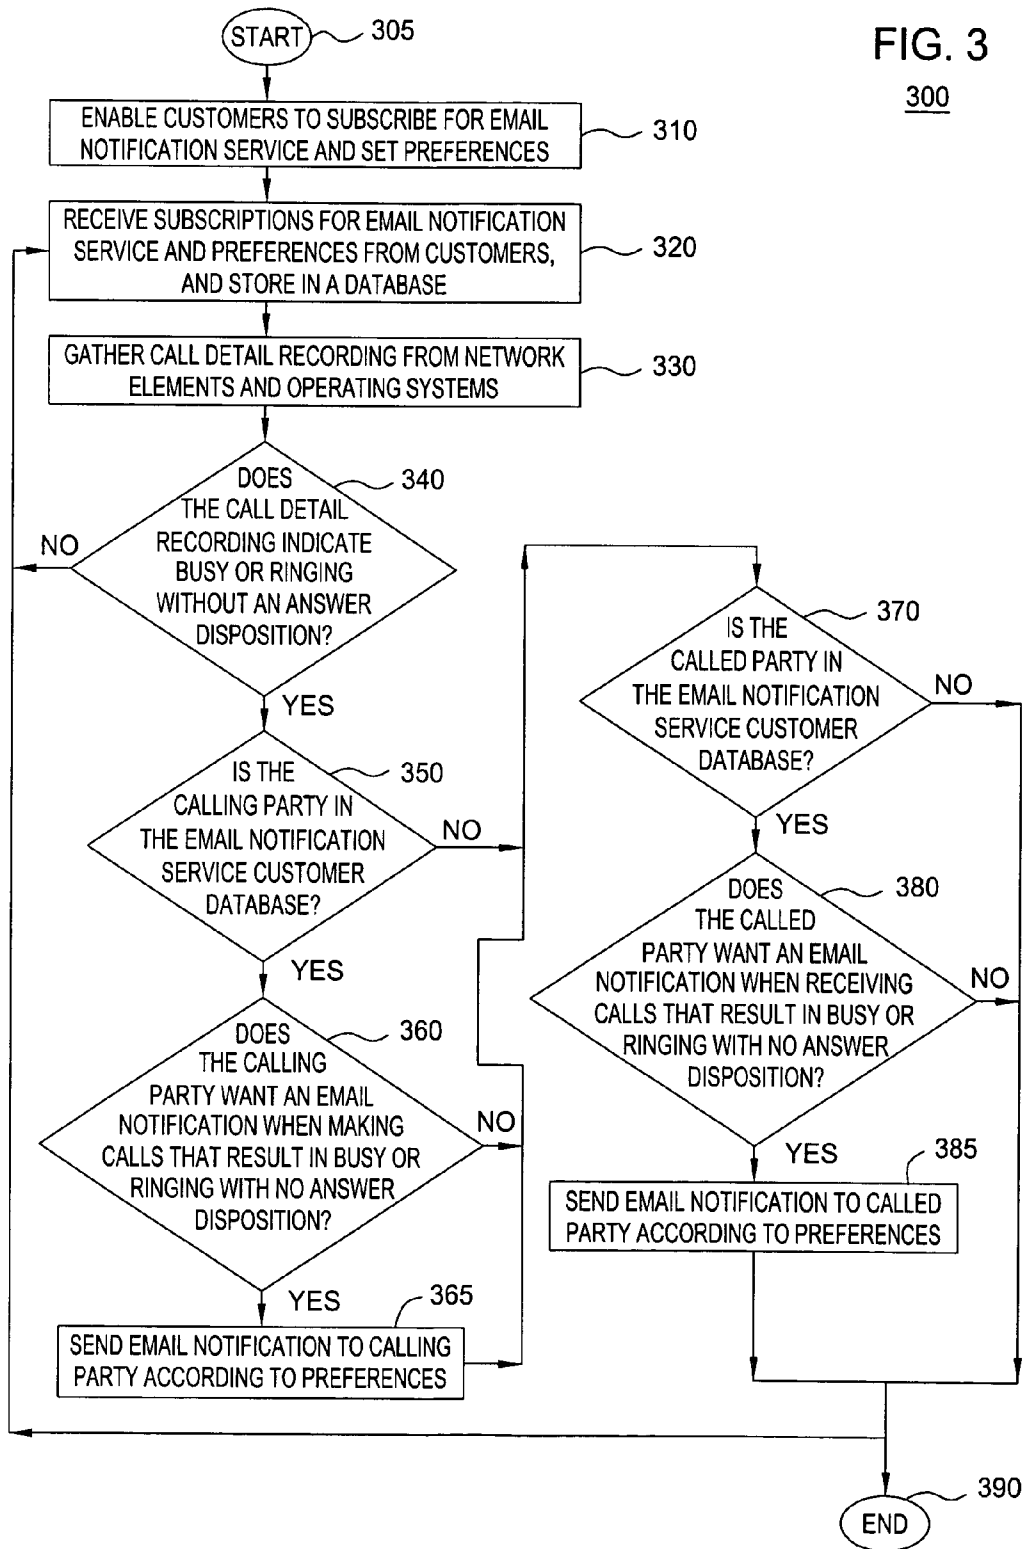 FIG. 3
300
START
305
ENABLE CUSTOMERS TO SUBSCRIBE FOR EMAIL
NOTIFICATION SERVICE AND SET PREFERENCES
310
RECEIVE SUBSCRIPTIONS FOR EMAIL NOTIFICATION
SERVICE AND PREFERENCES FROM CUSTOMERS,
AND STORE IN A DATABASE
320
GATHER CALL DETAIL RECORDING FROM NETWORK
ELEMENTS AND OPERATING SYSTEMS
330
DOES
THE CALL DETAIL
RECORDING INDICATE
BUSY OR RINGING
WITHOUT AN ANSWER
DISPOSITION?
340
NO
YES
IS THE
CALLING PARTY IN
THE EMAIL NOTIFICATION
SERVICE CUSTOMER
DATABASE?
350
NO
YES
DOES
THE CALLING
PARTY WANT AN EMAIL
NOTIFICATION WHEN MAKING
CALLS THAT RESULT IN BUSY OR
RINGING WITH NO ANSWER
DISPOSITION?
360
NO
YES
365
SEND EMAIL NOTIFICATION TO CALLING
PARTY ACCORDING TO PREFERENCES
IS THE
CALLED PARTY IN
THE EMAIL NOTIFICATION
SERVICE CUSTOMER
DATABASE?
370
NO
YES
DOES
THE CALLED
PARTY WANT AN EMAIL
NOTIFICATION WHEN RECEIVING
CALLS THAT RESULT IN BUSY OR
RINGING WITH NO ANSWER
DISPOSITION?
380
NO
YES
385
SEND EMAIL NOTIFICATION TO CALLED
PARTY ACCORDING TO PREFERENCES
390
END